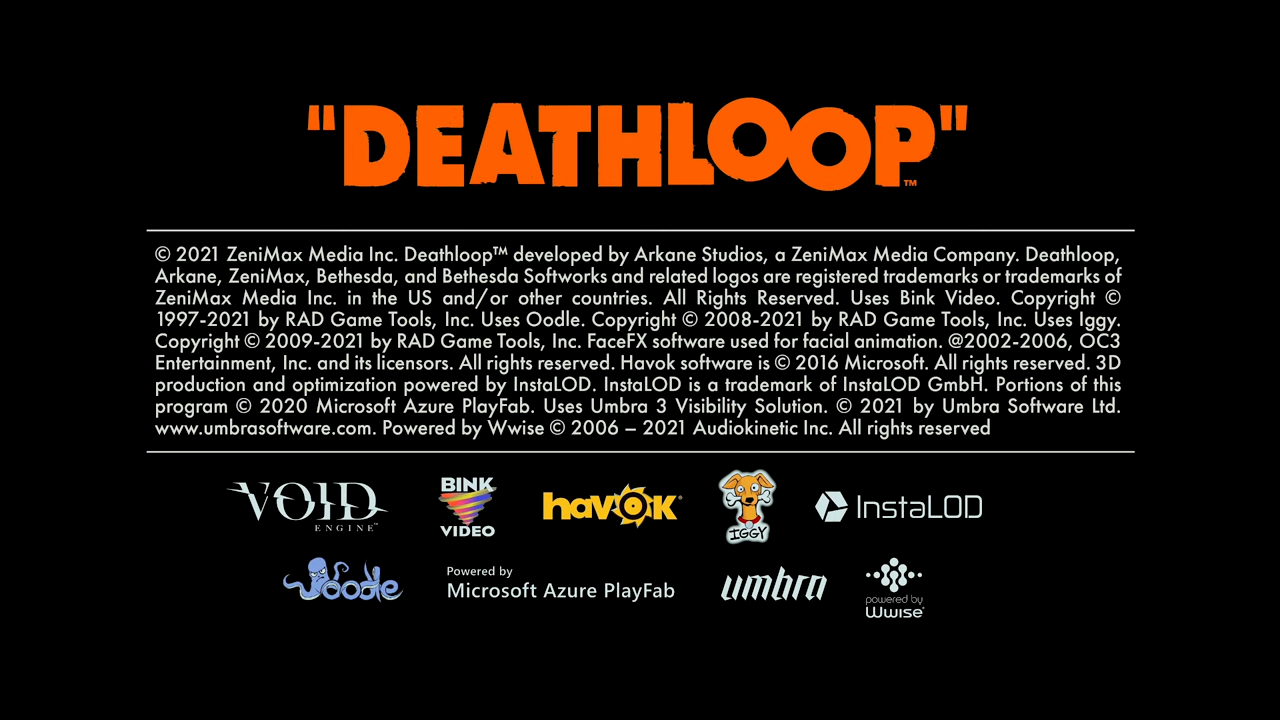 "DEATHLOOP"™
© 2021 ZeniMax Media Inc. Deathloop™ developed by Arkane Studios, a ZeniMax Media Company. Deathloop,
Arkane, ZeniMax, Bethesda, and Bethesda Softworks and related logos are registered trademarks or trademarks of
ZeniMax Media Inc. in the US and/or other countries. All Rights Reserved. Uses Bink Video. Copyright ©
1997-2021 by RAD Game Tools, Inc. Uses Oodle. Copyright © 2008-2021 by RAD Game Tools, Inc. Uses Iggy.
Copyright © 2009-2021 by RAD Game Tools, Inc. FaceFX software used for facial animation. @2002-2006, OC3
Entertainment, Inc. and its licensors. All rights reserved. Havok software is © 2016 Microsoft. All rights reserved. 3D
production and optimization powered by InstaLOD. InstaLOD is a trademark of InstaLOD GmbH. Portions of this
program © 2020 Microsoft Azure PlayFab. Uses Umbra 3 Visibility Solution. © 2021 by Umbra Software Ltd.
www.umbrasoftware.com. Powered by Wwise © 2006 – 2021 Audiokinetic Inc. All rights reserved
VOID
ENGINE™
BINK
VIDEO
havok®
IGGY
InstaLOD
oodle
Powered by
Microsoft Azure PlayFab
umbra
powered by
Wwise